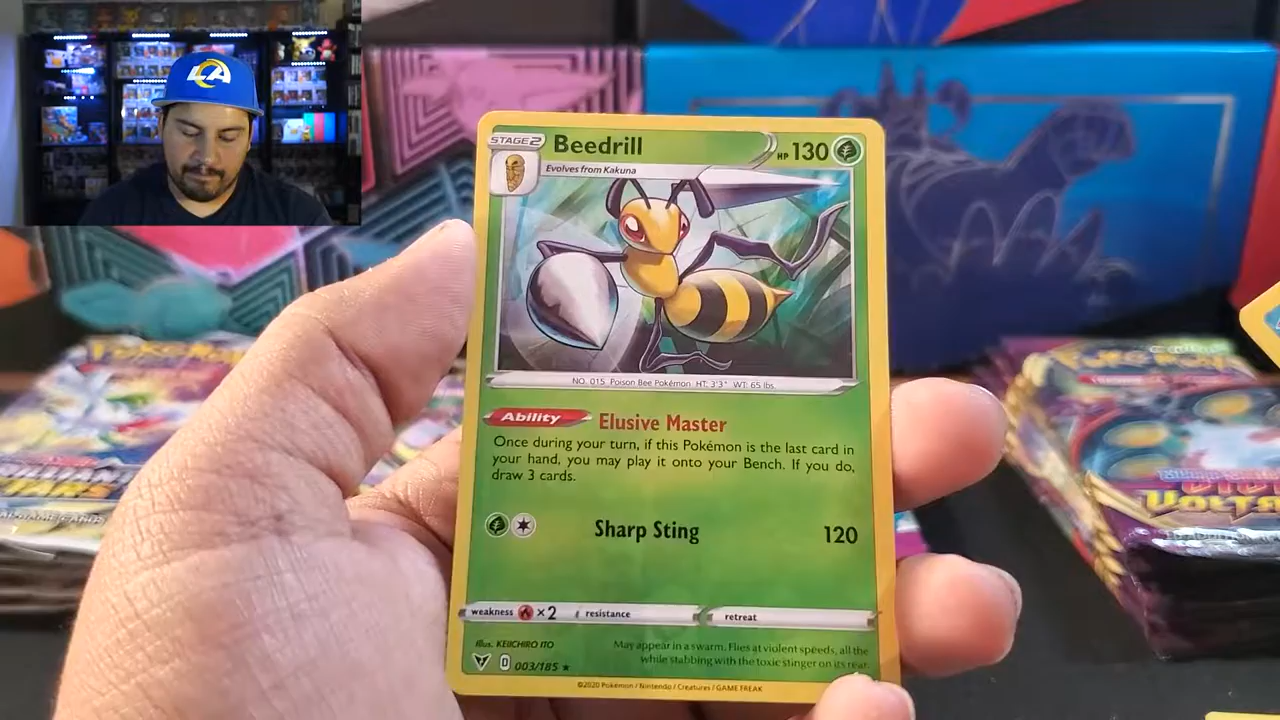 LA
STAGE 2
Beedrill
HP 130
Evolves from Kakuna
NO. 015 Poison Bee Pokémon HT: 3'3" WT: 65 lbs.
Ability Elusive Master
Once during your turn, if this Pokémon is the last card in
your hand, you may play it onto your Bench. If you do,
draw 3 cards.
Sharp Sting 120
weakness ×2 resistance retreat
Illus. KEIICHIRO ITO
May appear in a swarm. Flies at violent speeds, all the
while stabbing with the toxic stinger on its rear.
003/185
©2020 Pokémon / Nintendo / Creatures / GAME FREAK